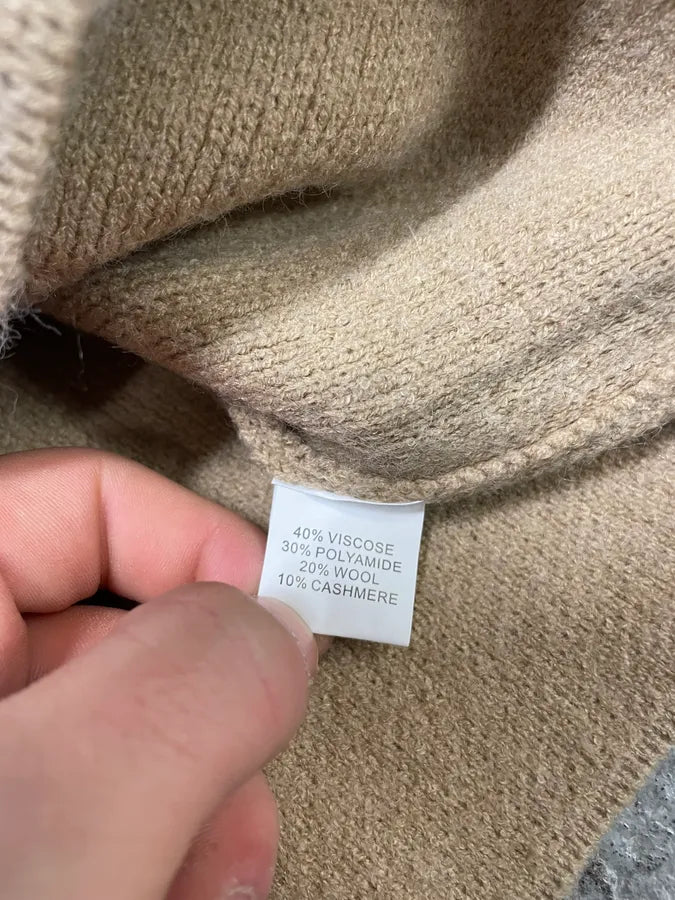 40% VISCOSE
30% POLYAMIDE
20% WOOL
10% CASHMERE